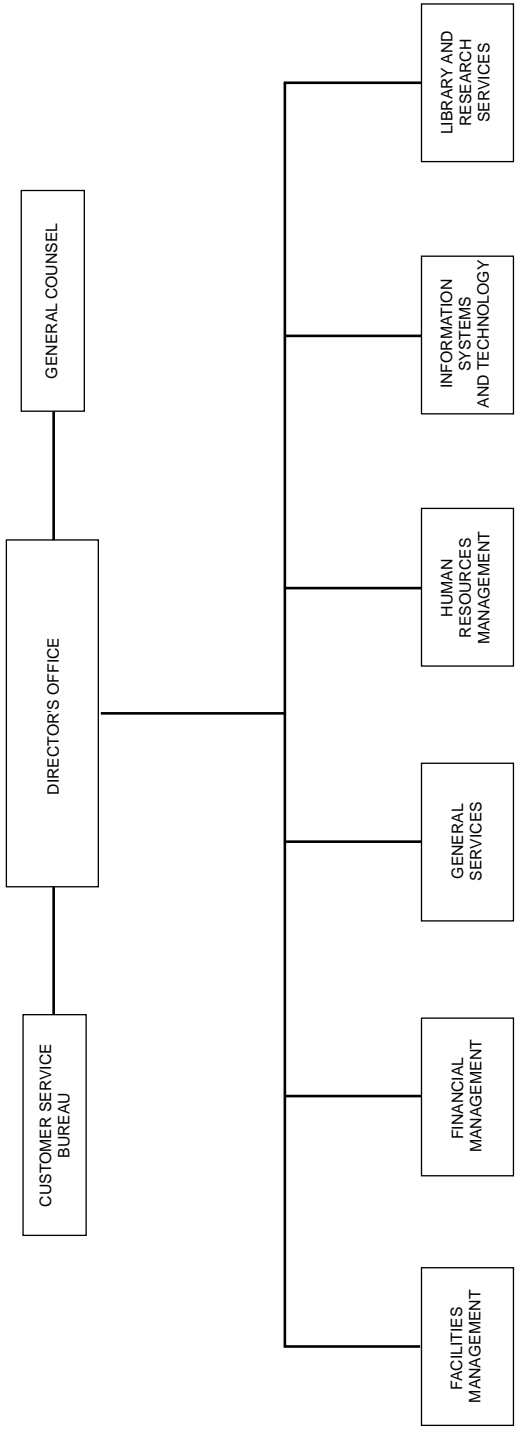 CUSTOMER SERVICE
BUREAU
DIRECTOR'S OFFICE
GENERAL COUNSEL
FACILITIES
MANAGEMENT
FINANCIAL
MANAGEMENT
GENERAL
SERVICES
HUMAN
RESOURCES
MANAGEMENT
INFORMATION
SYSTEMS
AND TECHNOLOGY
LIBRARY AND
RESEARCH
SERVICES